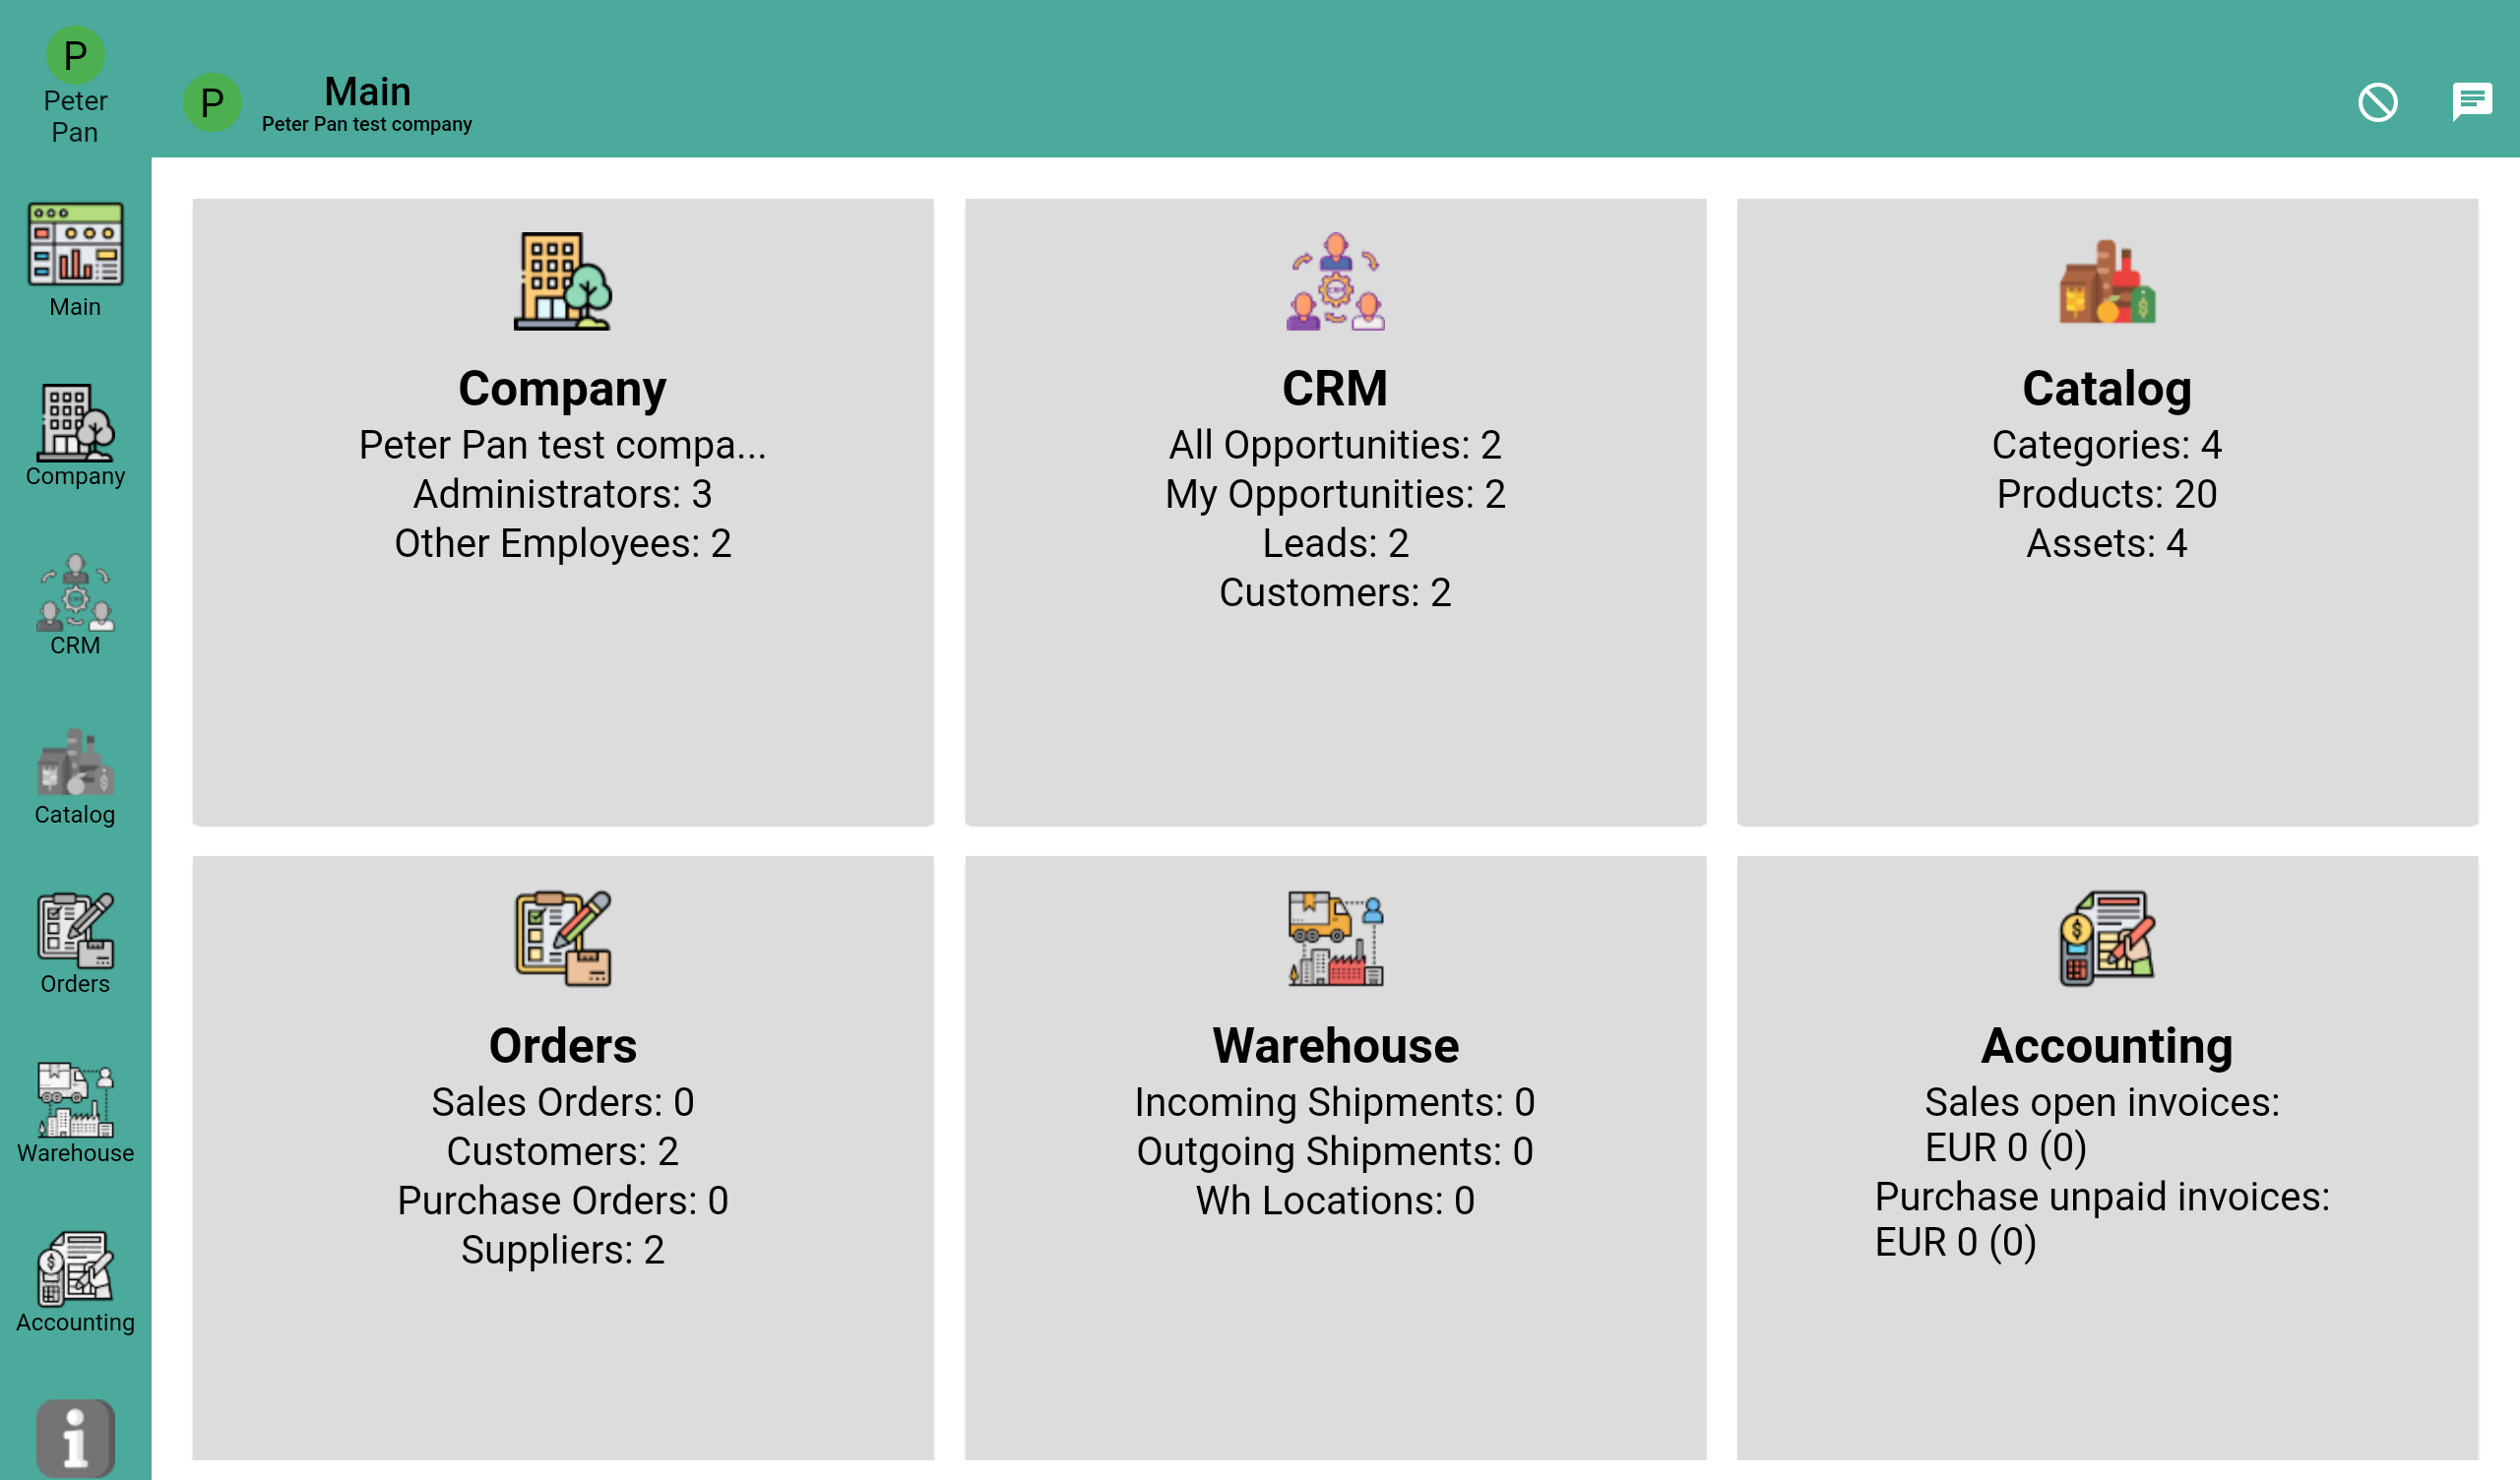 P
Peter
Pan
P
Main
Peter Pan test company
Main
Company
CRM
Catalog
Orders
Warehouse
Accounting
Company
Peter Pan test compa...
Administrators: 3
Other Employees: 2
CRM
All Opportunities: 2
My Opportunities: 2
Leads: 2
Customers: 2
Catalog
Categories: 4
Products: 20
Assets: 4
Orders
Sales Orders: 0
Customers: 2
Purchase Orders: 0
Suppliers: 2
Warehouse
Incoming Shipments: 0
Outgoing Shipments: 0
Wh Locations: 0
Accounting
Sales open invoices:
EUR 0 (0)
Purchase unpaid invoices:
EUR 0 (0)